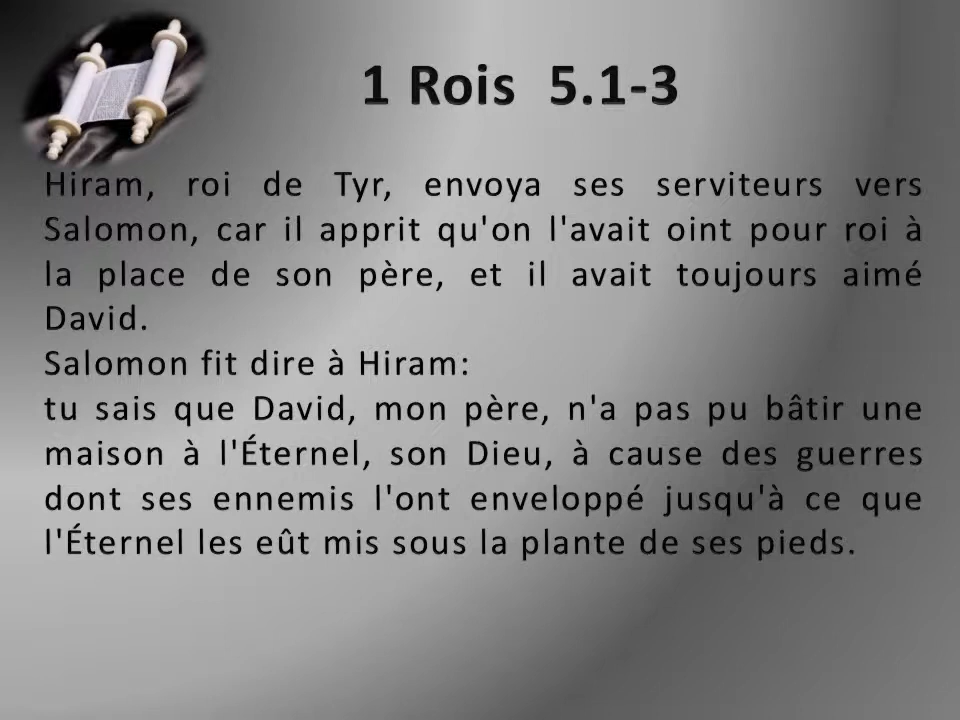 1 Rois 5.1-3
Hiram, roi de Tyr, envoya ses serviteurs vers
Salomon, car il apprit qu'on l'avait oint pour roi à
la place de son père, et il avait toujours aimé
David.
Salomon fit dire à Hiram:
tu sais que David, mon père, n'a pas pu bâtir une
maison à l'Éternel, son Dieu, à cause des guerres
dont ses ennemis l'ont enveloppé jusqu'à ce que
l'Éternel les eût mis sous la plante de ses pieds.